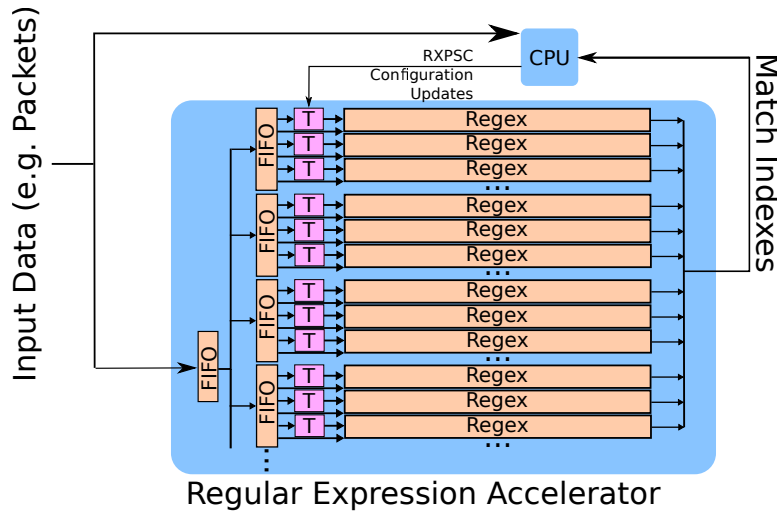 Input Data (e.g. Packets)
CPU
RXPSC
Configuration
Updates
Match Indexes
FIFO
FIFO
T
Regex
T
Regex
T
Regex
...
FIFO
T
Regex
T
Regex
T
Regex
...
FIFO
T
Regex
T
Regex
T
Regex
...
FIFO
T
Regex
T
Regex
T
Regex
...
Regular Expression Accelerator